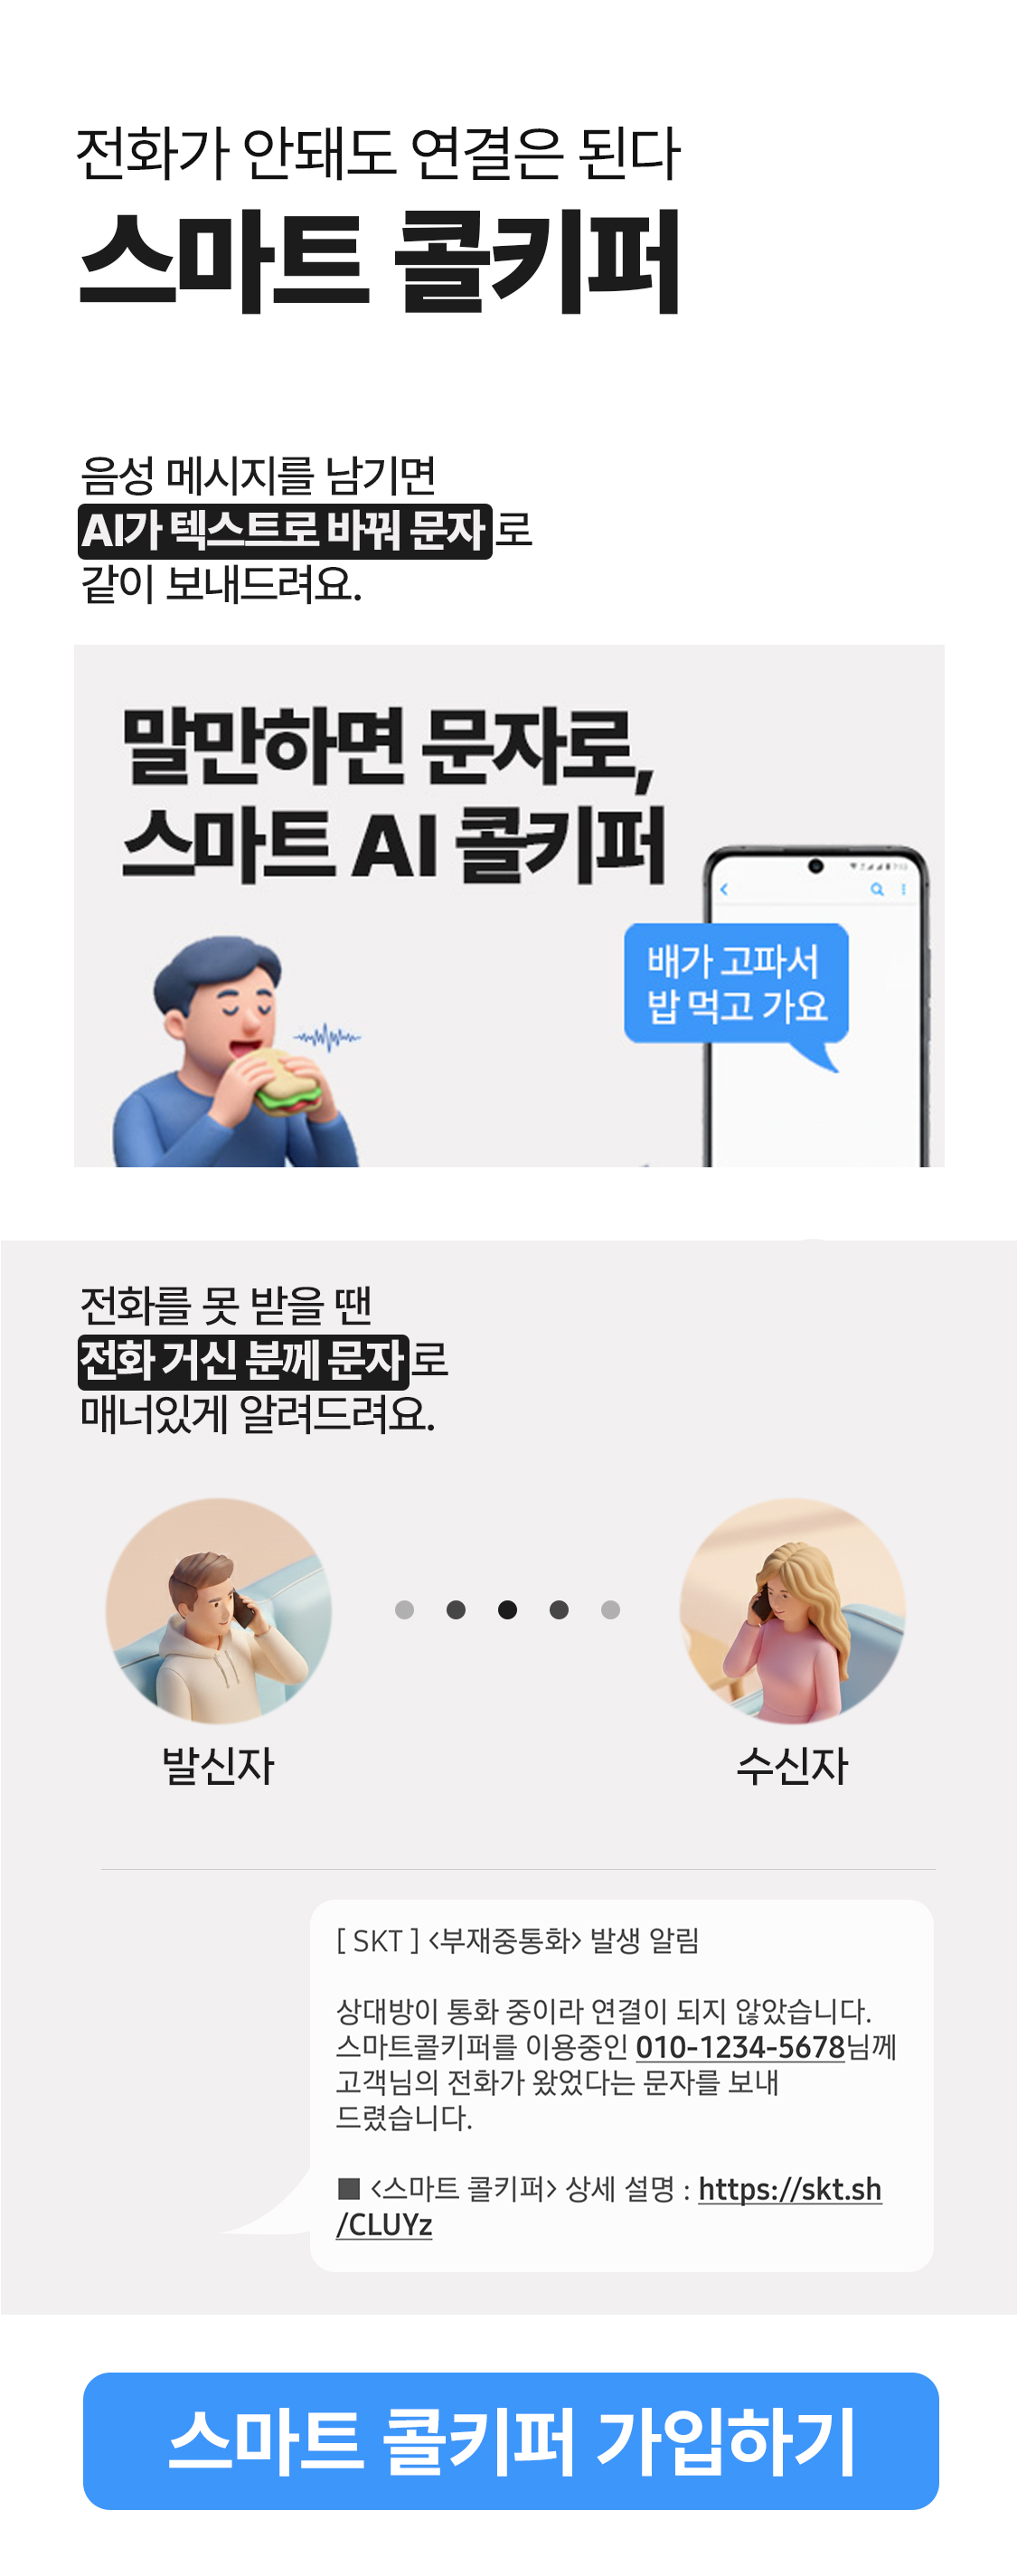 전화가 안돼도 연결은 된다
스마트 콜키퍼
음성 메시지를 남기면
AI가 텍스트로 바꿔 문자로
같이 보내드려요.
말만하면 문자로,
스마트 AI 콜키퍼
배가 고파서
밥 먹고 가요
전화를 못 받을 땐
전화 거신 분께 문자로
매너있게 알려드려요.
발신자
수신자
[ SKT ] <부재중통화> 발생 알림
상대방이 통화 중이라 연결이 되지 않았습니다.
스마트콜키퍼를 이용중인 010-1234-5678님께
고객님의 전화가 왔었다는 문자를 보내
드렸습니다.
■ <스마트 콜키퍼> 상세 설명 : https://skt.sh
/CLUYz
스마트 콜키퍼 가입하기